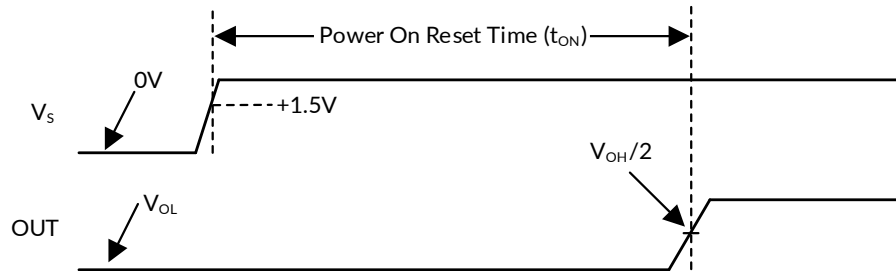 Power On Reset Time (tON)
0V
VS
+1.5V
VOH/2
VOL
OUT